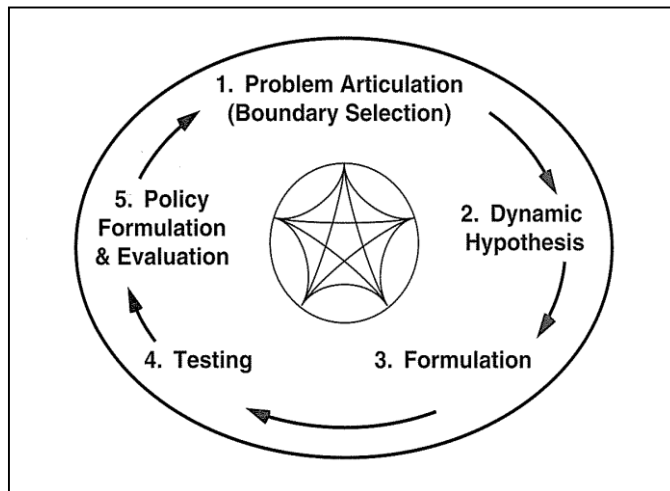 1. Problem Articulation
(Boundary Selection)
2. Dynamic
Hypothesis
3. Formulation
4. Testing
5. Policy
Formulation
& Evaluation